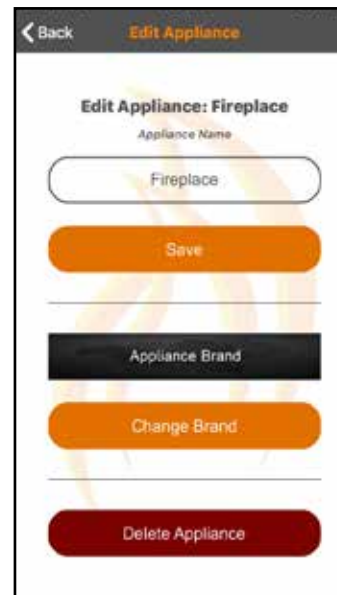 Back
Edit Appliance
Edit Appliance: Fireplace
Appliance Name
Fireplace
Save
Appliance Brand
Change Brand
Delete Appliance